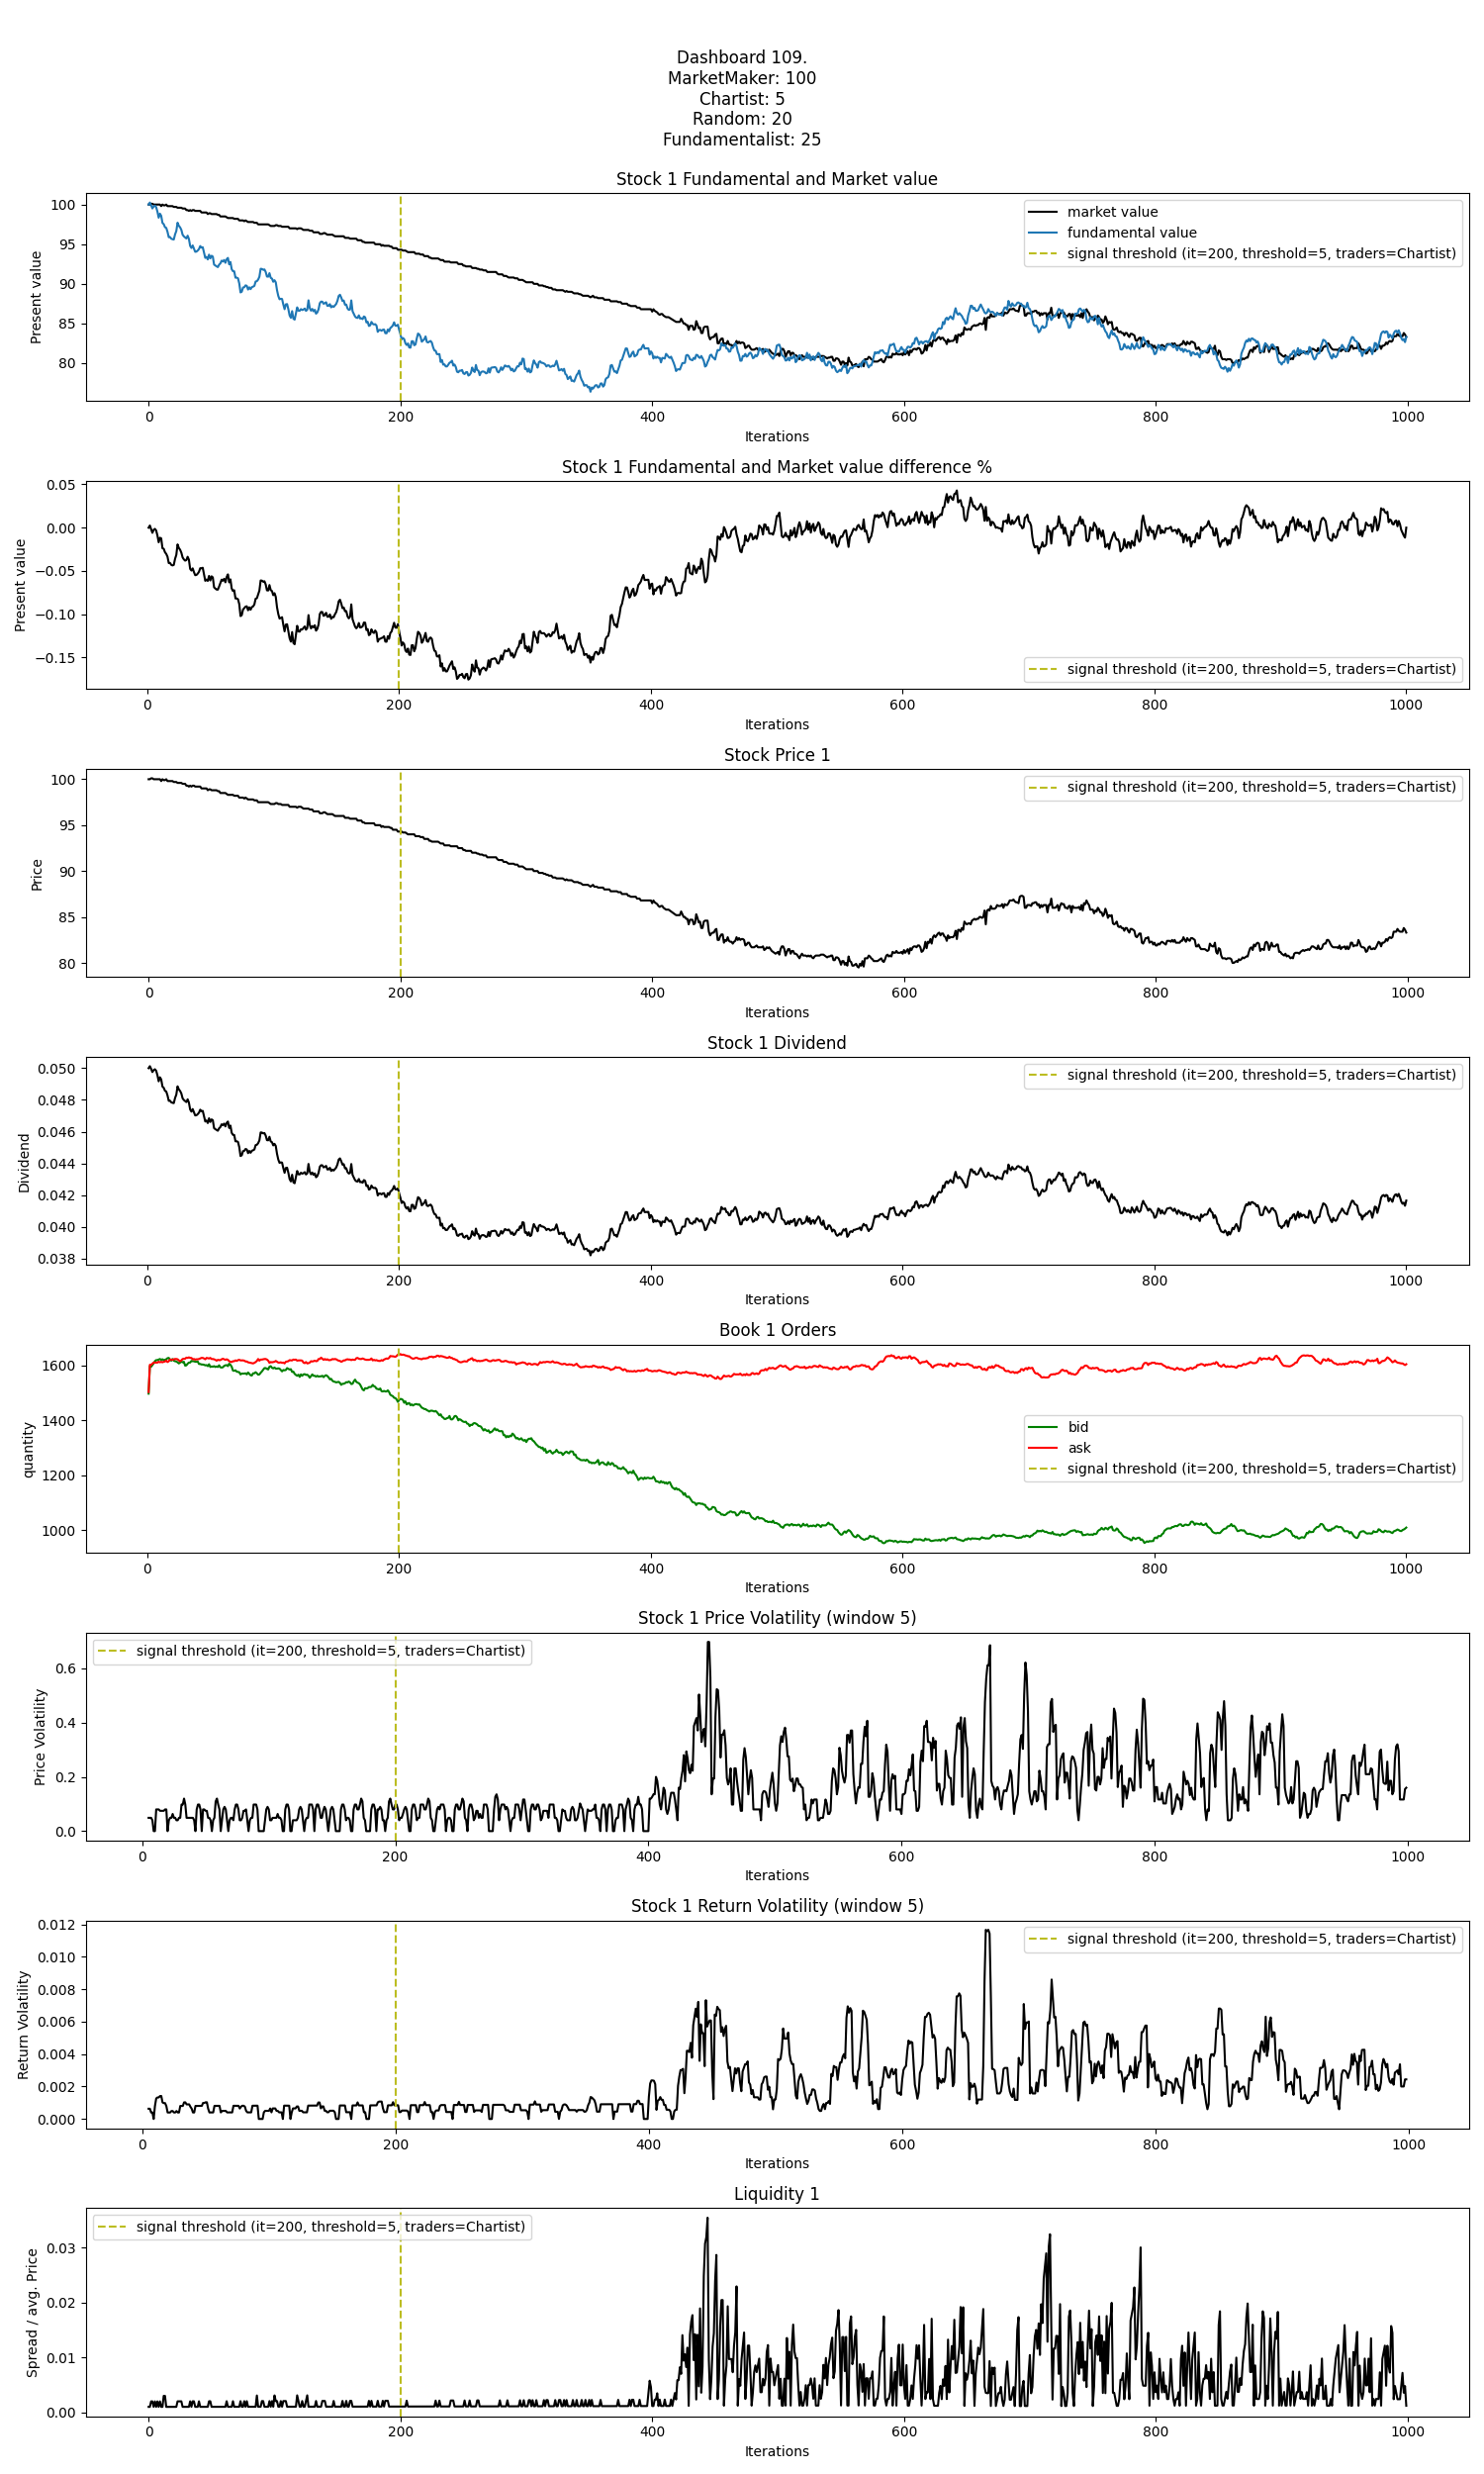 Dashboard 109.
MarketMaker: 100
Chartist: 5
Random: 20
Fundamentalist: 25
Stock 1 Fundamental and Market value
Present value
100
95
90
85
80
market value
fundamental value
signal threshold (it=200, threshold=5, traders=Chartist)
0 200 400 600 800 1000
Iterations
Stock 1 Fundamental and Market value difference %
Present value
0.05
0.00
−0.05
−0.10
−0.15
signal threshold (it=200, threshold=5, traders=Chartist)
0 200 400 600 800 1000
Iterations
Stock Price 1
Price
100
95
90
85
80
signal threshold (it=200, threshold=5, traders=Chartist)
0 200 400 600 800 1000
Iterations
Stock 1 Dividend
Dividend
0.050
0.048
0.046
0.044
0.042
0.040
0.038
signal threshold (it=200, threshold=5, traders=Chartist)
0 200 400 600 800 1000
Iterations
Book 1 Orders
quantity
1600
1400
1200
1000
bid
ask
signal threshold (it=200, threshold=5, traders=Chartist)
0 200 400 600 800 1000
Iterations
Stock 1 Price Volatility (window 5)
Price Volatility
0.6
0.4
0.2
0.0
signal threshold (it=200, threshold=5, traders=Chartist)
0 200 400 600 800 1000
Iterations
Stock 1 Return Volatility (window 5)
Return Volatility
0.012
0.010
0.008
0.006
0.004
0.002
0.000
signal threshold (it=200, threshold=5, traders=Chartist)
0 200 400 600 800 1000
Iterations
Liquidity 1
Spread / avg. Price
0.03
0.02
0.01
0.00
signal threshold (it=200, threshold=5, traders=Chartist)
0 200 400 600 800 1000
Iterations